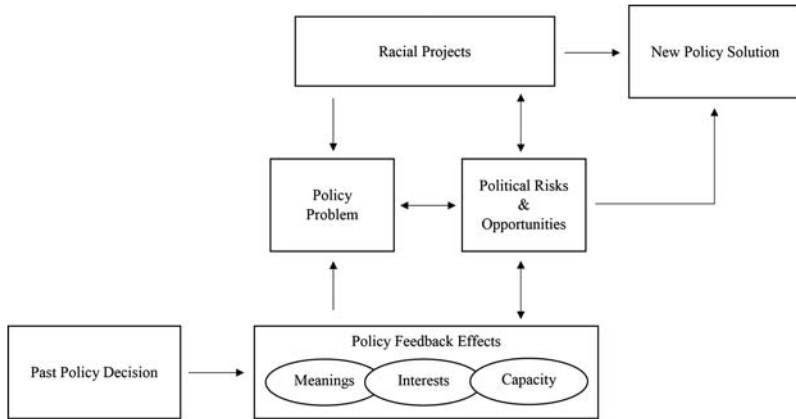 Racial Projects
New Policy Solution
Policy
Problem
Political Risks
&
Opportunities
Past Policy Decision
Policy Feedback Effects
Meanings
Interests
Capacity